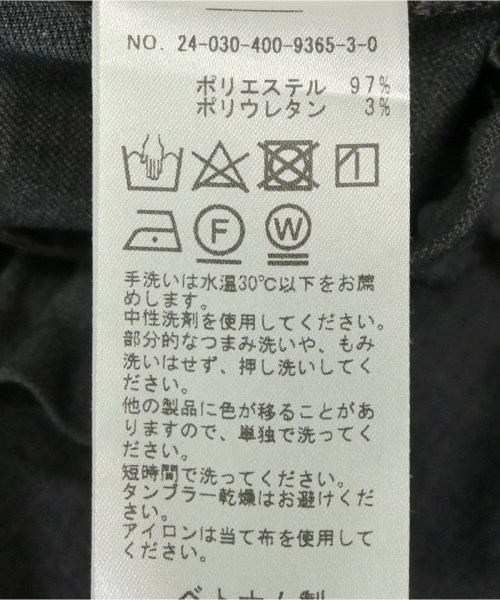 NO. 24-030-400-9365-3-0
ポリエステル 97%
ポリウレタン 3%
F W
手洗いは水温30℃以下をお薦
めします。
中性洗剤を使用してください。
部分的なつまみ洗いや、もみ
洗いはせず、押し洗いしてく
ださい。
他の製品に色が移ることがあ
りますので、単独で洗ってく
ださい。
短時間で洗ってください。
タンブラー乾燥はお避けくだ
さい。
アイロンは当て布を使用して
ください。
ベトナム製